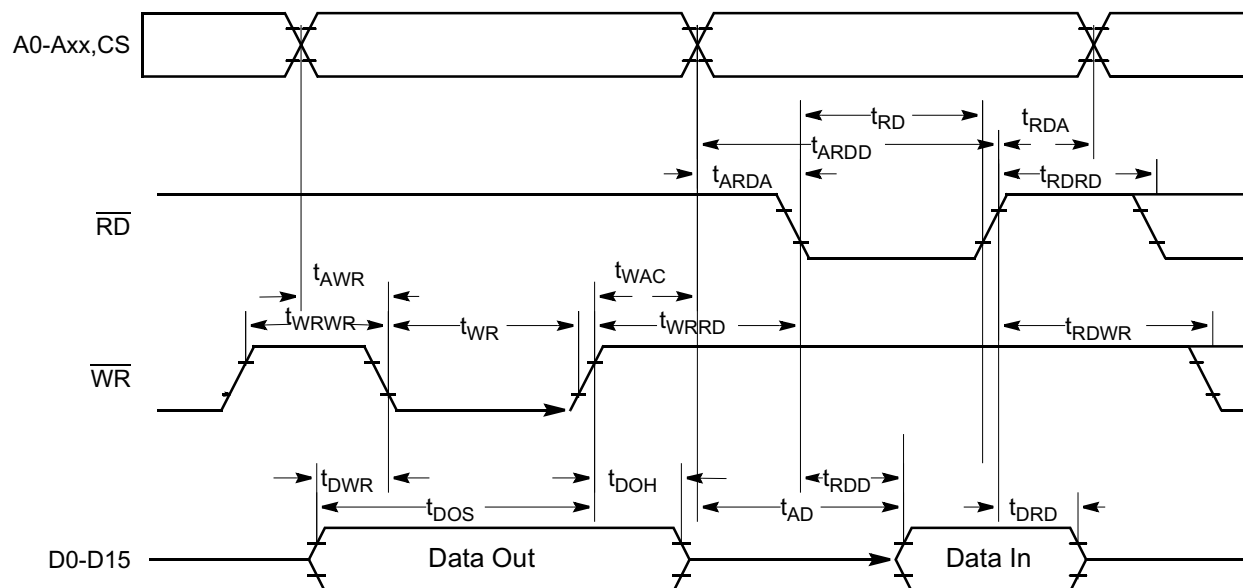 A0-Axx,CS
tRD
tRDA
tARDD
tARDA
tRDRD
RD
tAWR
tWAC
tWRWR
tWR
tWRRD
tRDWR
WR
tDWR
tDOH
tRDD
tDOS
tAD
tDRD
D0-D15
Data Out
Data In